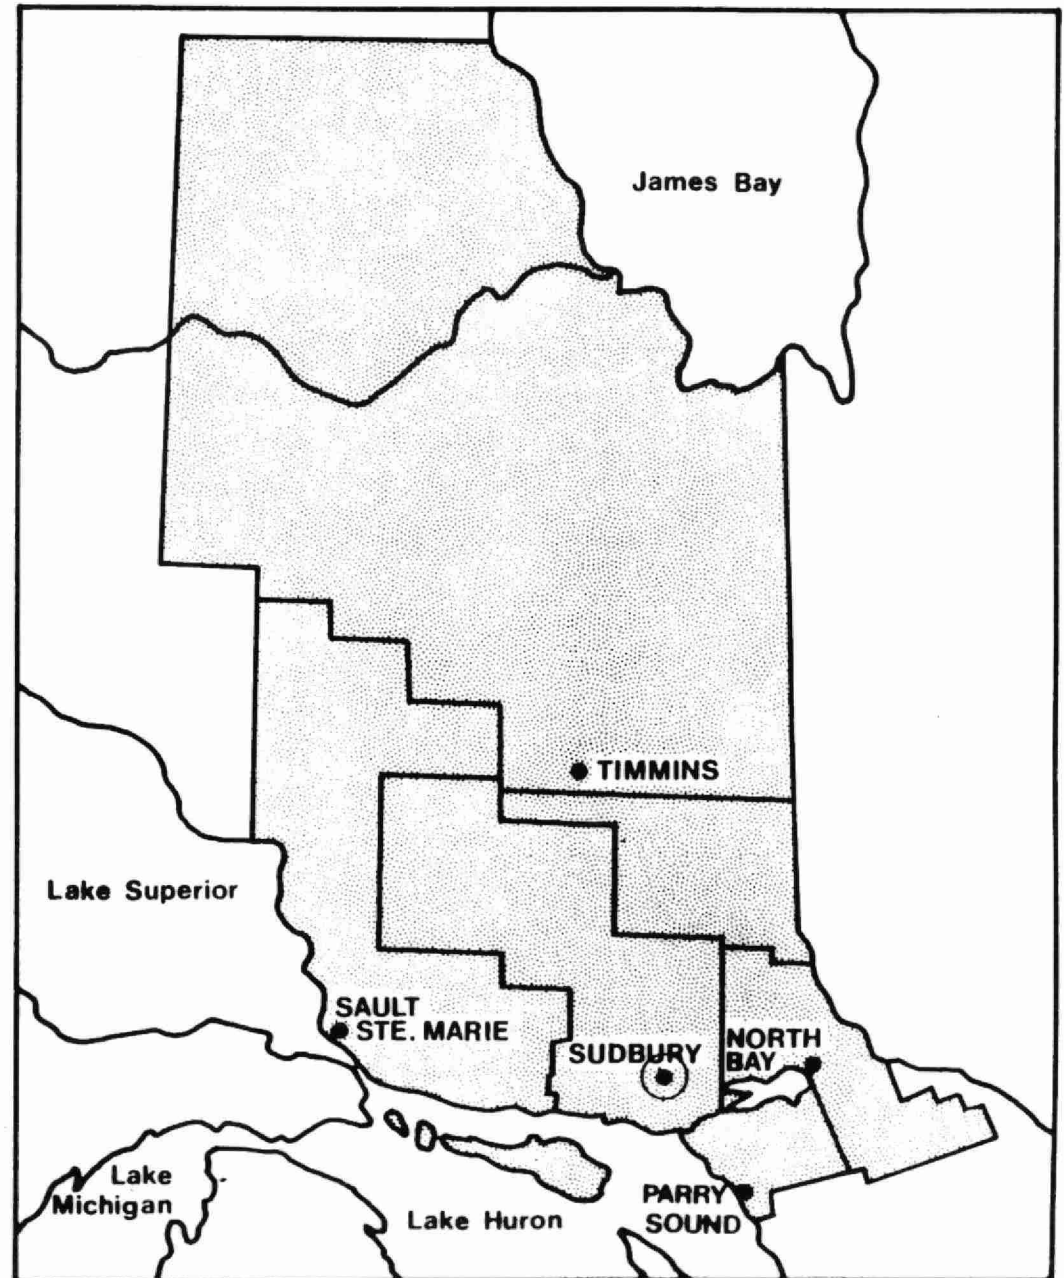 James Bay
TIMMINS
Lake Superior
SAULT
STE. MARIE
SUDBURY
NORTH
BAY
Lake
Michigan
Lake Huron
PARRY
SOUND